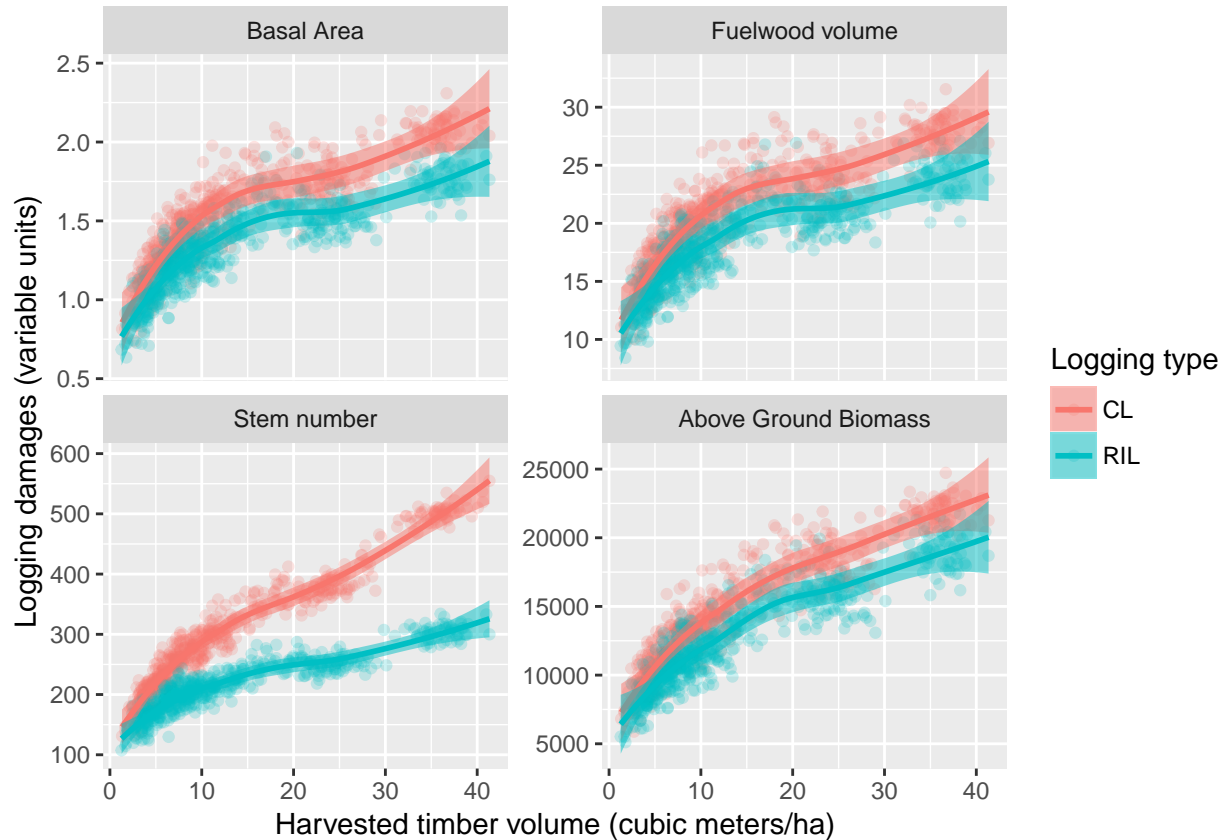 Basal Area
Fuelwood volume
2.5
2.0
1.5
1.0
0.5
30
25
20
15
10
Stem number
Above Ground Biomass
600
500
400
300
200
100
25000
20000
15000
10000
5000
0 10 20 30 40
0 10 20 30 40
Harvested timber volume (cubic meters/ha)
Logging damages (variable units)
Logging type
CL
RIL